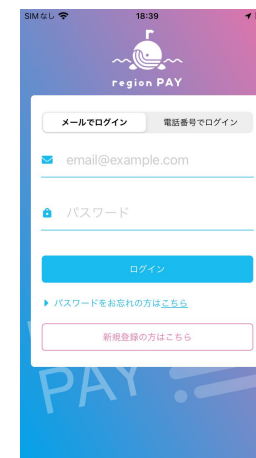 SIMなし 18:39
region PAY
メールでログイン 電話番号でログイン
email@example.com
パスワード
ログイン
パスワードをお忘れの方はこちら
新規登録の方はこちら
PAY